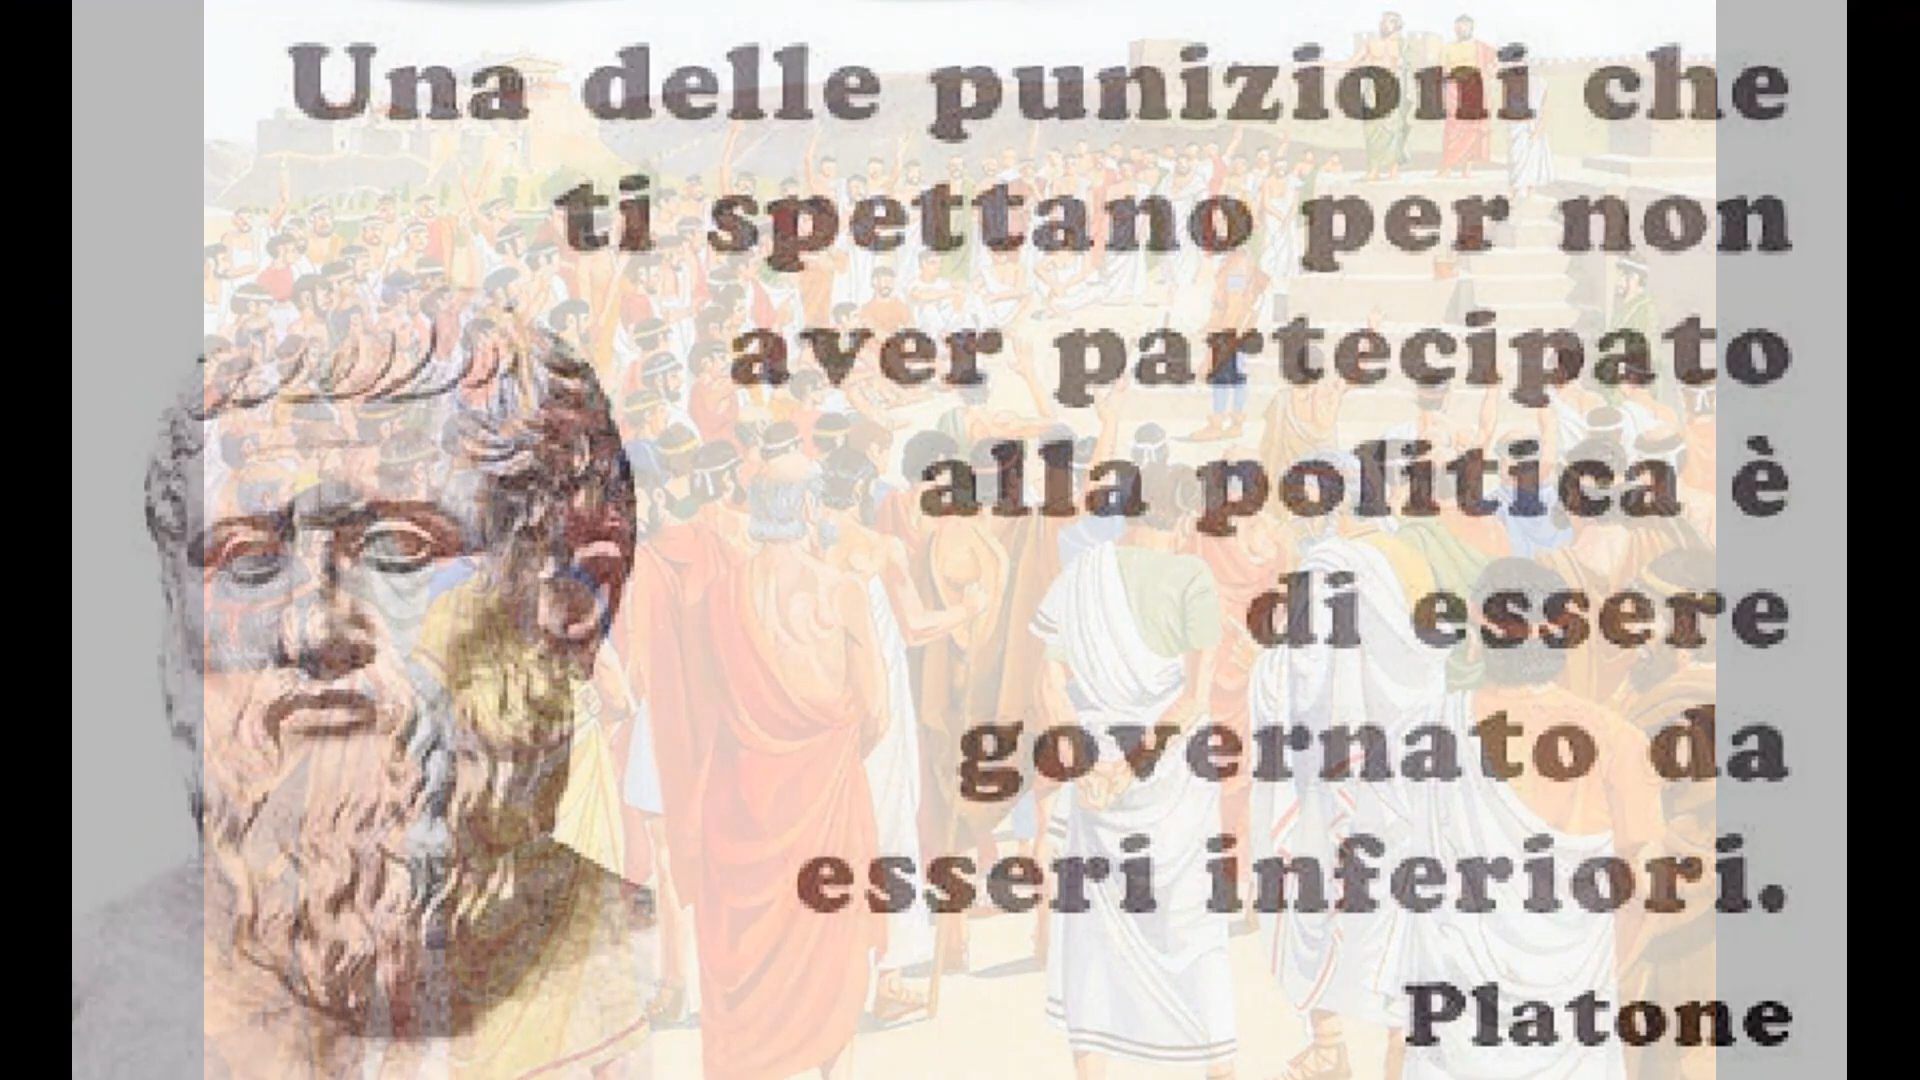 Una delle punizioni che
ti spettano per non
aver partecipato
alla politica è
di essere
governato da
esseri inferiori.
Platone